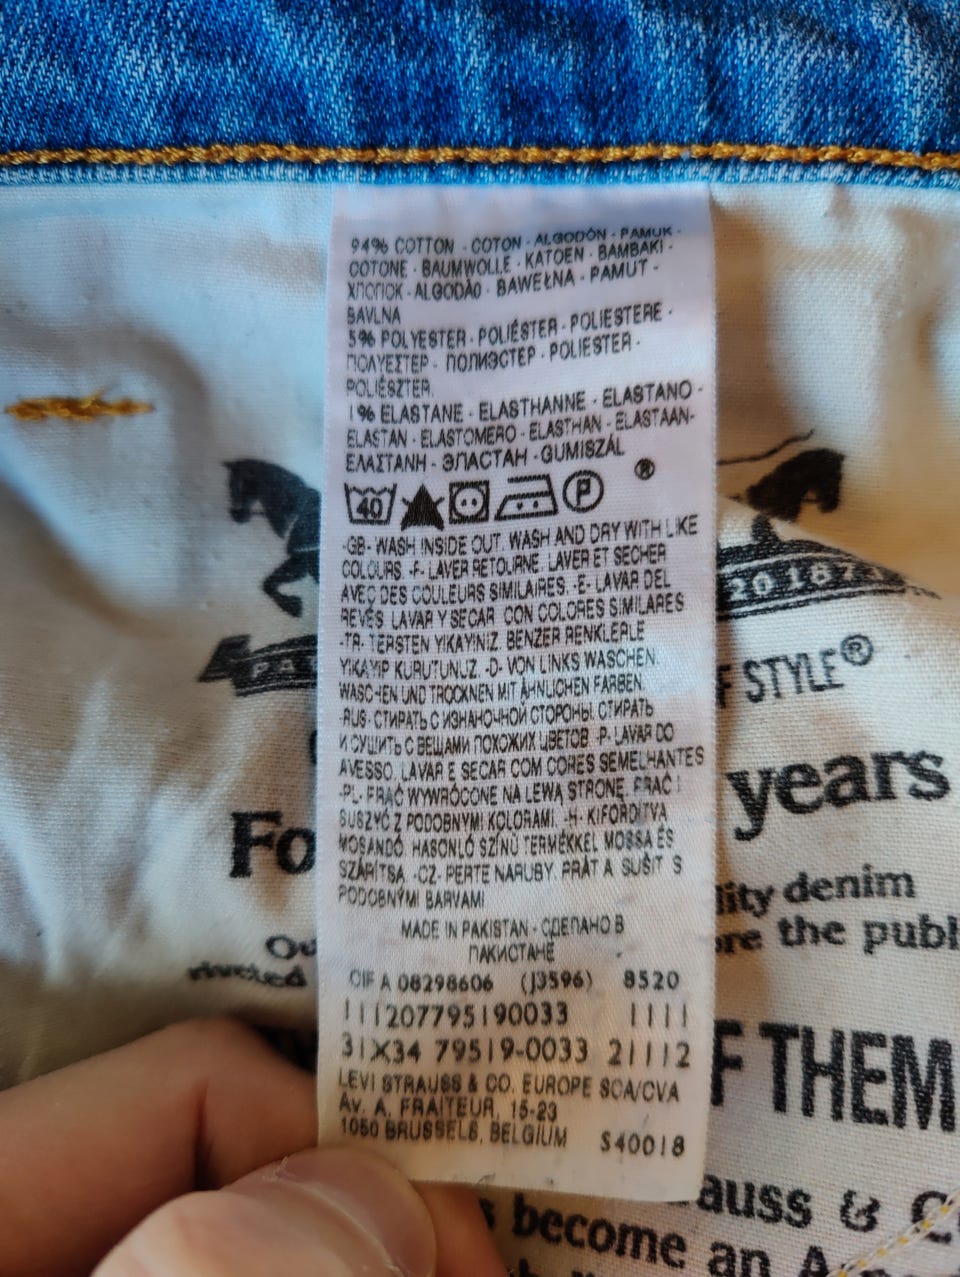 94% COTTON - COTON - ALGODÓN - PAMUK -
COTONE - BAUMWOLLE - KATOEN - BAMBAKI -
ХЛОПОК - ALGODÃO - BAWEŁNA - PAMUT -
BAVLNA
5% POLYESTER - POLIÉSTER - POLIESTERE -
ΠΟΛΥΕΣΤΕΡ - ПОЛИЭСТЕР - POLIESTER -
POLIÉSZTER
1% ELASTANE - ELASTHANNE - ELASTANO -
ELASTAN - ELASTOMERO - ELASTHAN - ELASTAAN-
ΕΛΑΣΤΑΝΗ - ЭЛАСТАН - GUMISZÁL
®
40 P
-GB- WASH INSIDE OUT. WASH AND DRY WITH LIKE
COLOURS. -F- LAVER RETOURNE. LAVER ET SECHER
AVEC DES COULEURS SIMILAIRES. -E- LAVAR DEL
REVÉS. LAVAR Y SECAR CON COLORES SIMILARES
-TR- TERSTEN YIKAYINIZ. BENZER RENKLERLE
YIKAYIP KURUTUNUZ. -D- VON LINKS WASCHEN.
WASCHEN UND TROCKNEN MIT ÄHNLICHEN FARBEN.
-RUS- СТИРАТЬ С ИЗНАНОЧНОЙ СТОРОНЫ. СТИРАТЬ
И СУШИТЬ С ВЕЩАМИ ПОХОЖИХ ЦВЕТОВ -P- LAVAR DO
AVESSO. LAVAR E SECAR COM CORES SEMELHANTES
-PL- PRAĆ WYWRÓCONE NA LEWĄ STRONĘ. PRAĆ I
SUSZYĆ Z PODOBNYMI KOLORAMI. -H- KIFORDÍTVA
MOSANDÓ. HASONLÓ SZÍNŰ TERMÉKKEL MOSSA ÉS
SZÁRÍTSA -CZ- PERTE NARUBY. PRÁT A SUŠIT S
PODOBNÝMI BARVAMI
MADE IN PAKISTAN - СДЕЛАНО В
ПАКИСТАНЕ
CIF A 08298606 (J3596) 8520
111207795190033 1111
31X34 79519-0033 21112
LEVI STRAUSS & CO. EUROPE SCA/CVA
Av. A. FRAITEUR, 15-23
1050 BRUSSELS, BELGIUM S40018
20 1873
PA
F STYLE®
Fo years
lity denim
Ou re the publ
riveted
F THEM
auss & C
become an A